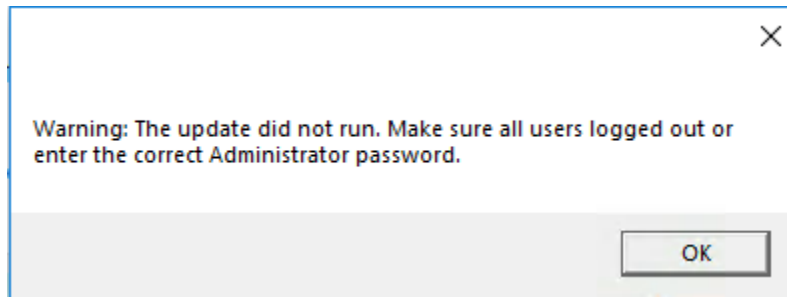 Warning: The update did not run. Make sure all users logged out or
enter the correct Administrator password.
OK